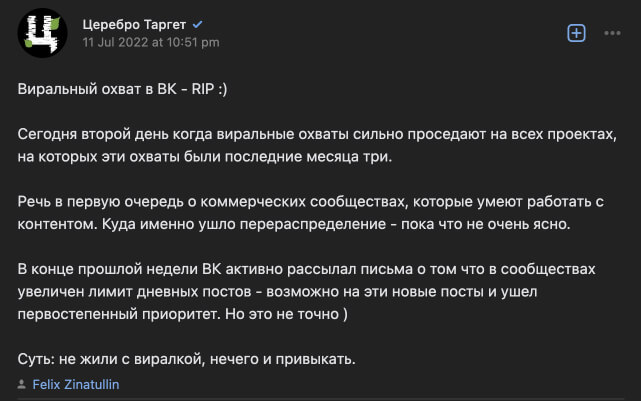 Церебро Таргет
11 Jul 2022 at 10:51 pm
Виральный охват в ВК - RIP :)
Сегодня второй день когда виральные охваты сильно проседают на всех проектах,
на которых эти охваты были последние месяца три.
Речь в первую очередь о коммерческих сообществах, которые умеют работать с
контентом. Куда именно ушло перераспределение - пока что не очень ясно.
В конце прошлой недели ВК активно рассылал письма о том что в сообществах
увеличен лимит дневных постов - возможно на эти новые посты и ушел
первостепенный приоритет. Но это не точно )
Суть: не жили с виралкой, нечего и привыкать.
Felix Zinatullin